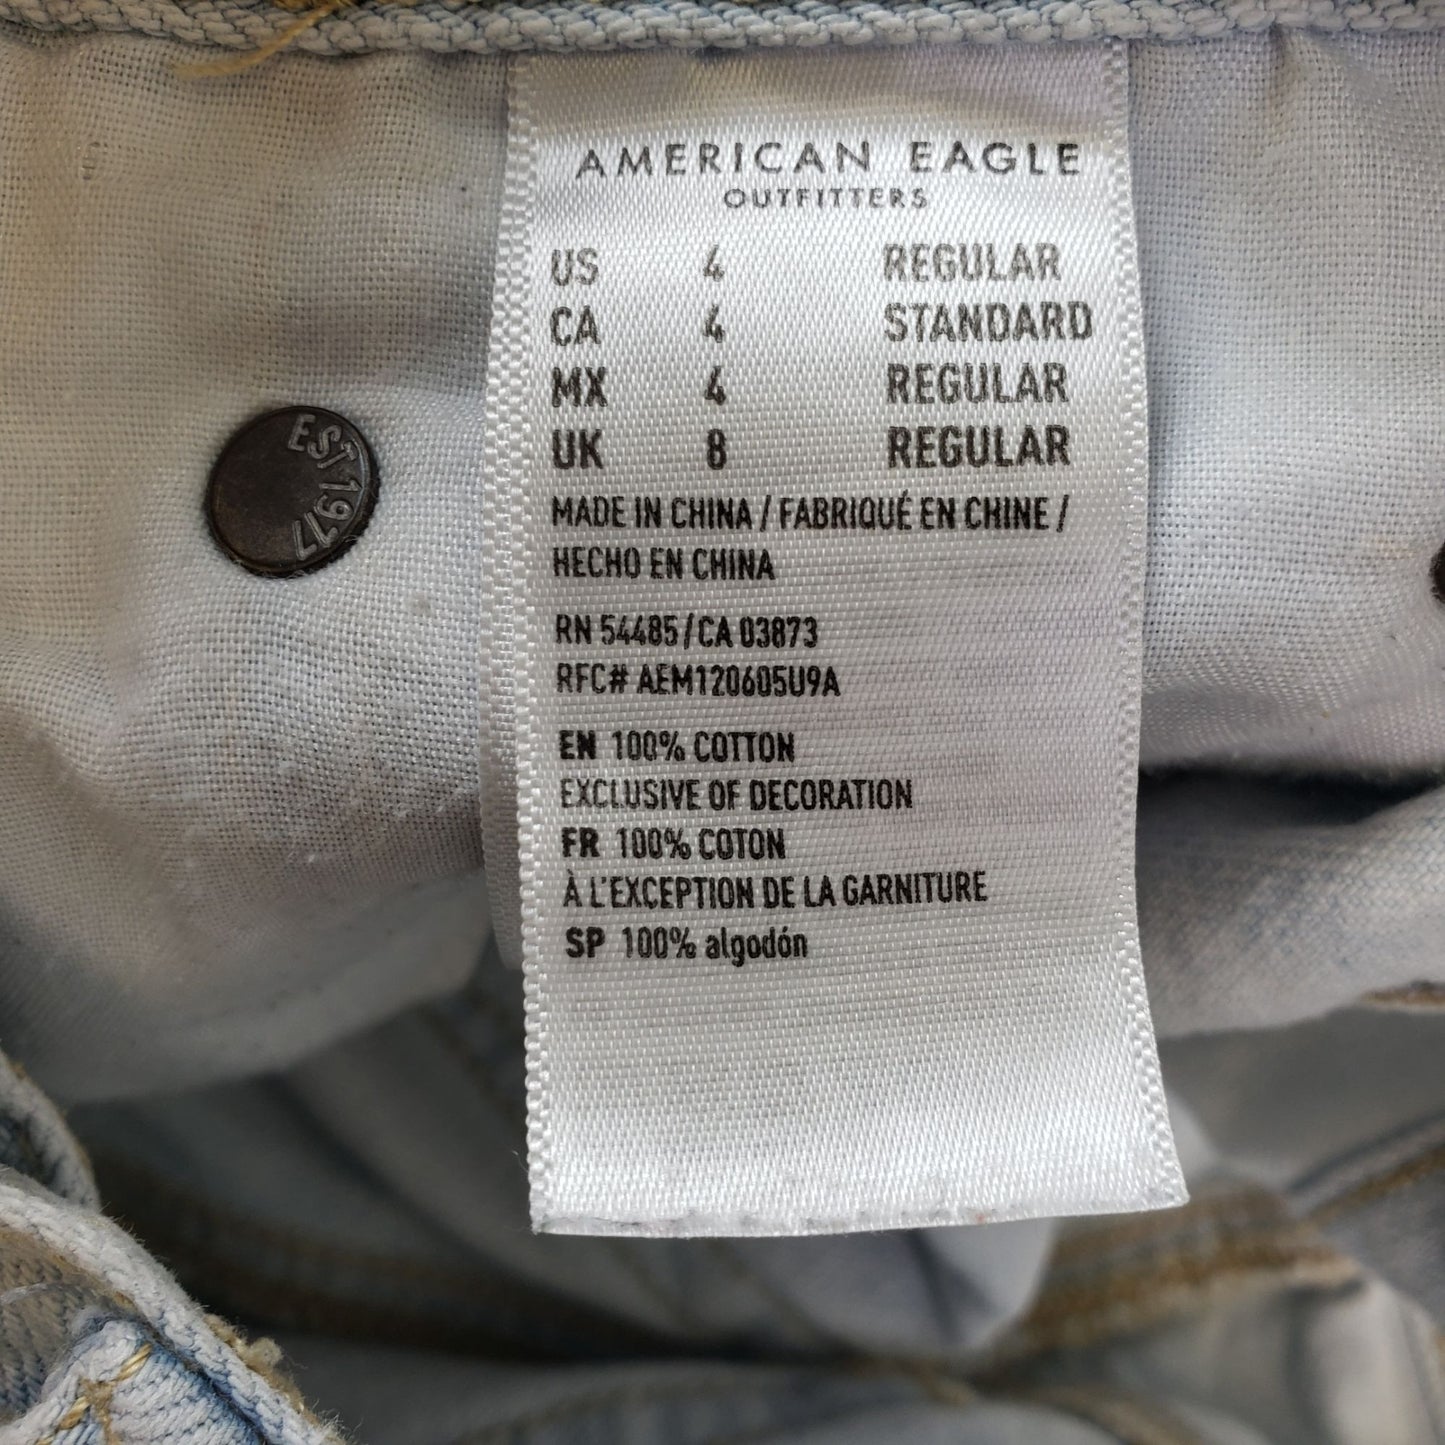 AMERICAN EAGLE
OUTFITTERS
US 4 REGULAR
CA 4 STANDARD
MX 4 REGULAR
UK 8 REGULAR
MADE IN CHINA / FABRIQUÉ EN CHINE /
HECHO EN CHINA
RN 54485/CA 03873
RFC# AEM120605U9A
EN 100% COTTON
EXCLUSIVE OF DECORATION
FR 100% COTON
À L'EXCEPTION DE LA GARNITURE
SP 100% algodón
EST 1977